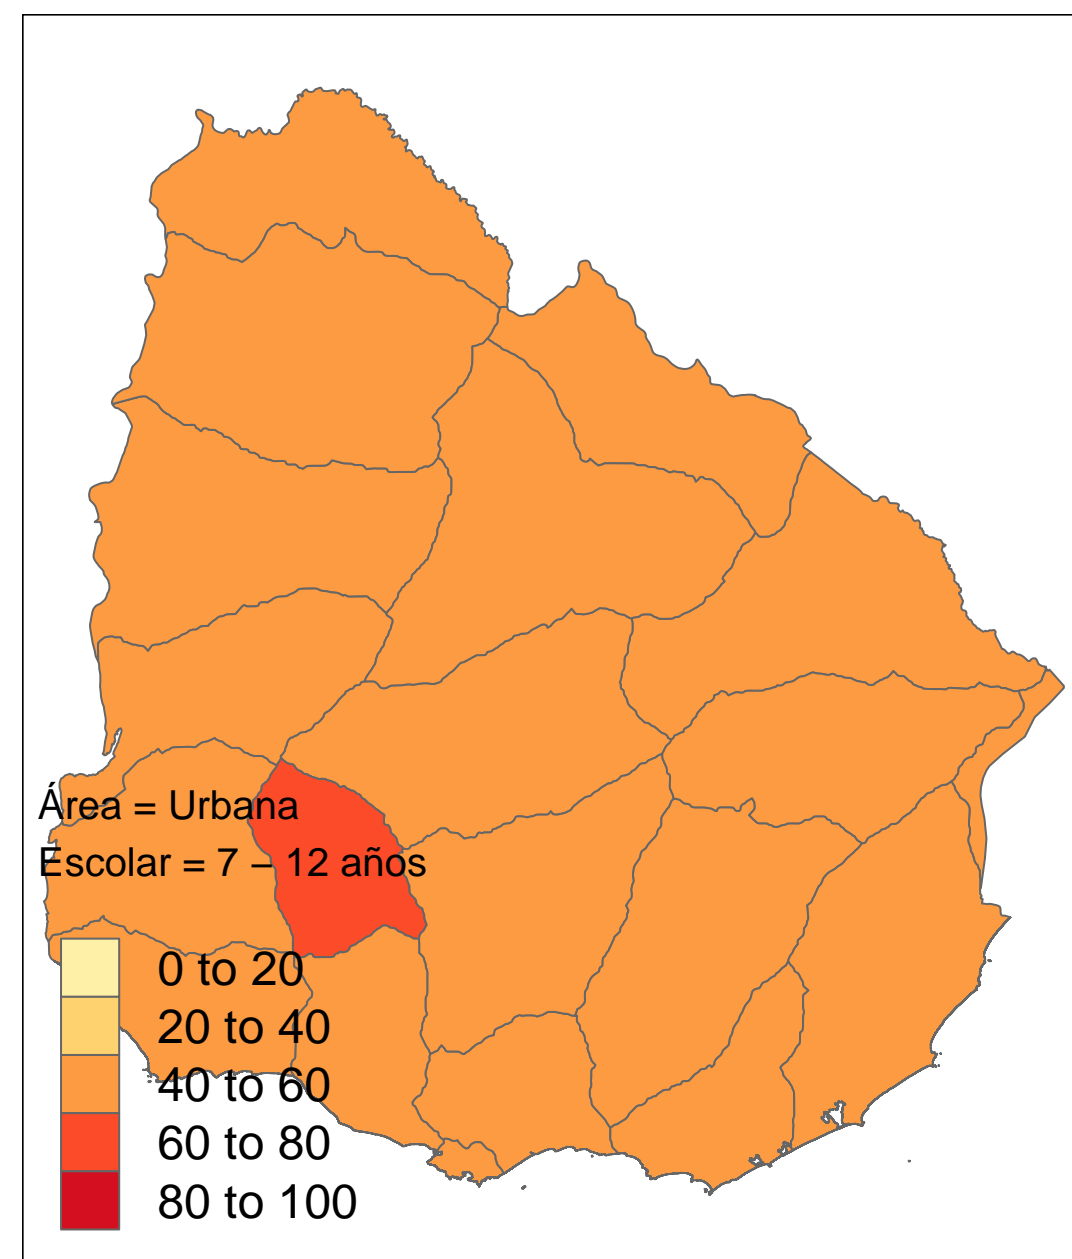 Área = Urbana
Escolar = 7 – 12 años
0 to 20
20 to 40
40 to 60
60 to 80
80 to 100